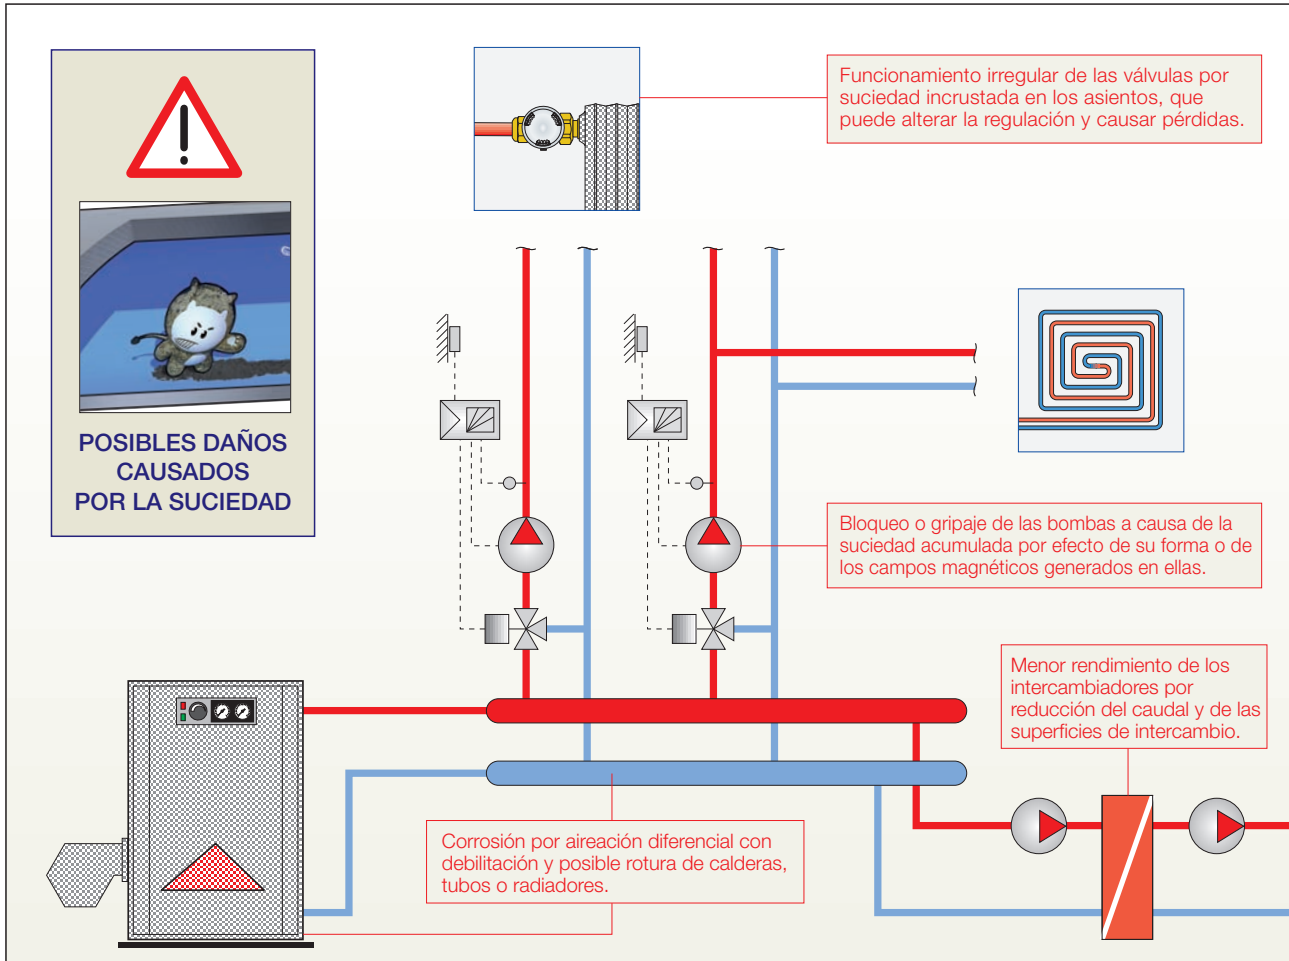 POSIBLES DAÑOS
CAUSADOS
POR LA SUCIEDAD
Funcionamiento irregular de las válvulas por
suciedad incrustada en los asientos, que
puede alterar la regulación y causar pérdidas.
Bloqueo o gripaje de las bombas a causa de la
suciedad acumulada por efecto de su forma o de
los campos magnéticos generados en ellas.
Menor rendimiento de los
intercambiadores por
reducción del caudal y de las
superficies de intercambio.
Corrosión por aireación diferencial con
debilitación y posible rotura de calderas,
tubos o radiadores.